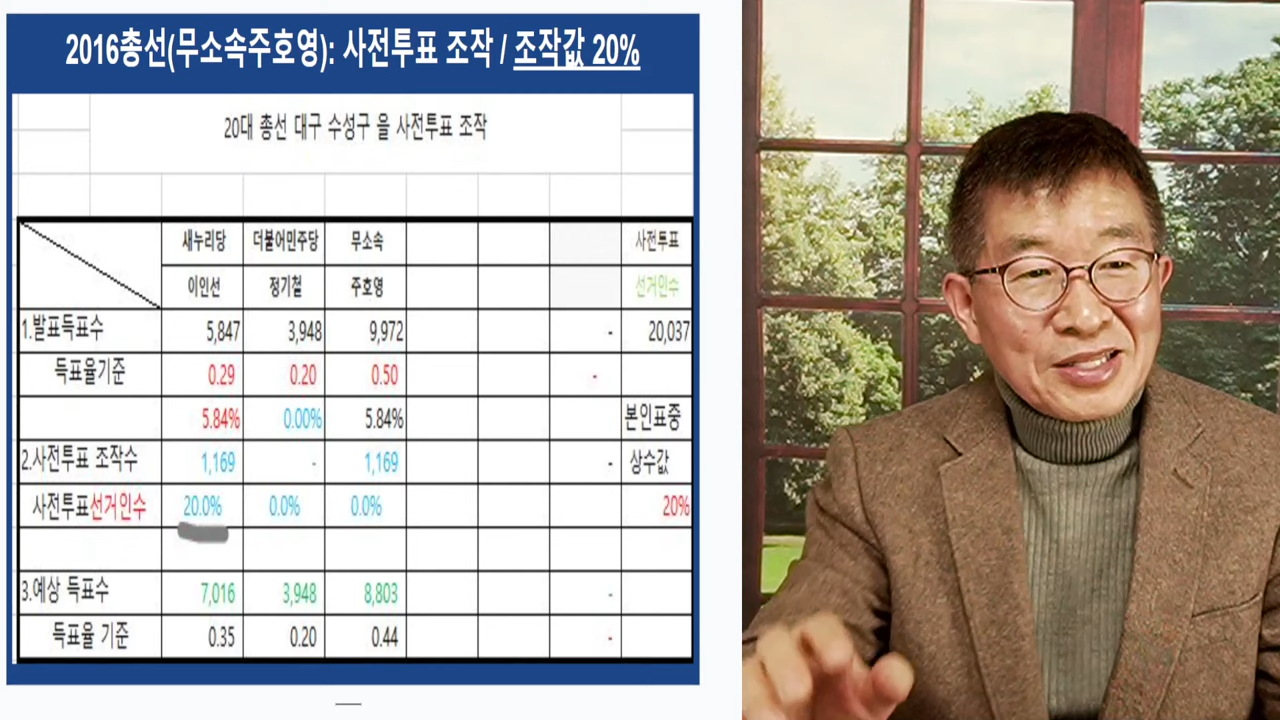 2016총선(무소속주호영): 사전투표 조작 / 조작값 20%
20대 총선 대구 수성구 을 사전투표 조작
새누리당 더불어민주당 무소속 사전투표
이인선 정기철 주호영 선거인수
1.발표득표수 5,847 3,948 9,972 - 20,037
득표율기준 0.29 0.20 0.50 -
5.84% 0.00% 5.84% 본인표중
2.사전투표 조작수 1,169 - 1,169 - 상수값
사전투표선거인수 20.0% 0.0% 0.0% 20%
3.예상 득표수 7,016 3,948 8,803 -
득표율 기준 0.35 0.20 0.44 -